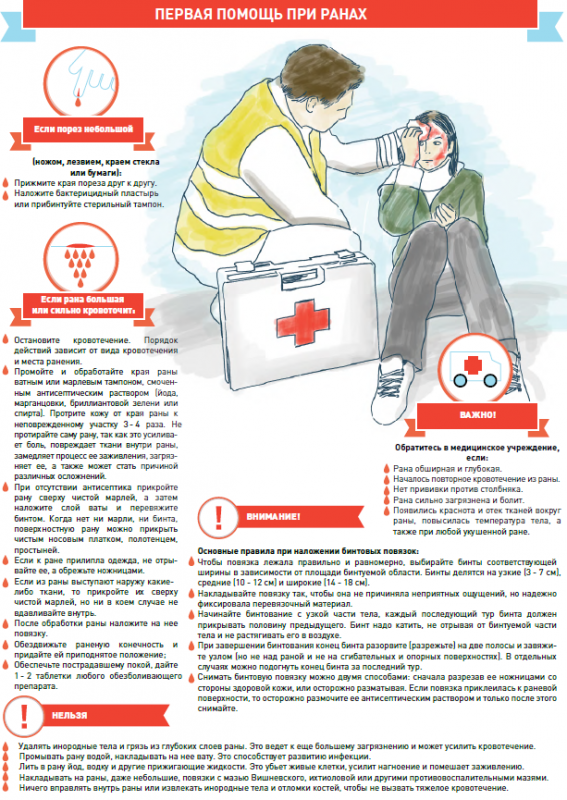 ПЕРВАЯ ПОМОЩЬ ПРИ РАНАХ
Если порез небольшой
(ножом, лезвием, краем стекла
или бумаги):
Прижмите края пореза друг к другу.
Наложите бактерицидный пластырь
или прибинтуйте стерильный тампон.
Если рана большая
или сильно кровоточит:
Остановите кровотечение. Порядок
действий зависит от вида кровотечения
и места ранения.
Промойте и обработайте края раны
ватным или марлевым тампоном, смочен-
ным антисептическим раствором (йода,
марганцовки, бриллиантовой зелени или
спирта). Протрите кожу от края раны к
неповрежденному участку 3-4 раза. Не
протирайте саму рану, так как это усилива-
ет боль, повреждает ткани внутри раны,
замедляет процесс ее заживления, загряз-
няет ее, а также может стать причиной
различных осложнений.
При отсутствии антисептика прикройте
рану сверху чистой марлей, а затем
наложите слой ваты и перевяжите
бинтом. Когда нет ни марли, ни бинта,
поверхностную рану можно прикрыть
чистым носовым платком, полотенцем,
простыней.
Если к ране прилипла одежда, не отры-
вайте ее, а обрежьте ножницами.
Если из раны выступают наружу какие-
либо ткани, то прикройте их сверху
чистой марлей, но ни в коем случае не
вдавливайте внутрь.
После обработки раны наложите на нее
повязку.
Обездвижьте раненую конечность и
придайте ей приподнятое положение;
Обеспечьте пострадавшему покой, дайте
1-2 таблетки любого обезболивающего
препарата.
ВАЖНО!
Обратитесь в медицинское учреждение,
если:
Рана обширная и глубокая.
Началось повторное кровотечение из раны.
Нет прививки против столбняка.
Рана сильно загрязнена и болит.
Появились краснота и отек тканей вокруг
раны, повысилась температура тела, а
также при любой укушенной ране.
ВНИМАНИЕ!
Основные правила при наложении бинтовых повязок:
Чтобы повязка лежала правильно и равномерно, выбирайте бинты соответствующей
ширины в зависимости от площади бинтуемой области. Бинты делятся на узкие (3 - 7 см),
средние (10 - 12 см) и широкие (14 - 18 см).
Накладывайте повязку так, чтобы она не причиняла неприятных ощущений, но надежно
фиксировала перевязочный материал.
Начинайте бинтование с узкой части тела, каждый последующий тур бинта должен
прикрывать половину предыдущего. Бинт надо катить, не отрывая от бинтуемой части
тела и не растягивать его в воздухе.
При завершении бинтования конец бинта разорвите (разрежьте) на две полосы и завяжи-
те узлом (но не над раной и не на сгибательных и опорных поверхностях). В отдельных
случаях можно подогнуть конец бинта за последний тур.
Снимать бинтовую повязку можно двумя способами: сначала разрезав ее ножницами со
стороны здоровой кожи, или осторожно разматывая. Если повязка приклеилась к раневой
поверхности, то осторожно размочите ее антисептическим раствором и только после этого
снимайте.
НЕЛЬЗЯ
Удалять инородные тела и грязь из глубоких слоев раны. Это ведет к еще большему загрязнению и может усилить кровотечение.
Промывать рану водой, накладывать на нее вату. Это способствует развитию инфекции.
Лить в рану йод, водку и другие прижигающие жидкости. Это убьет живые клетки, усилит нагноение и помешает заживлению.
Накладывать на раны, даже небольшие, повязки с мазью Вишневского, ихтиоловой или другими противовоспалительными мазями.
Ничего вправлять внутрь раны или извлекать инородные тела и отломки костей, чтобы не вызвать тяжелое кровотечение.